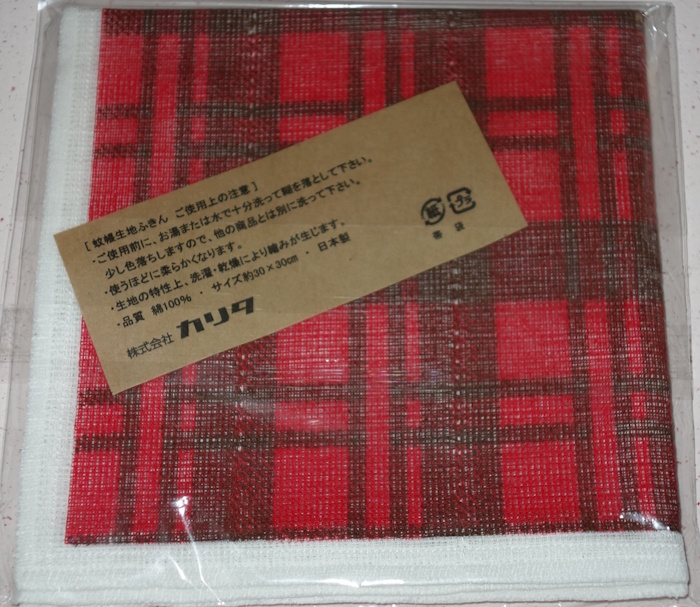 [ 蚊帳生地ふきん ご使用上の注意 ]
・ご使用前に、お湯または水で十分洗って糊を落として下さい。
少し色落ちしますので、他の商品とは別に洗って下さい。
・使うほどに柔らかくなります。
・生地の特性上、洗濯・乾燥により縮みが生じます。
・品質 綿100% ・ サイズ約30×30㎝ ・ 日本製
株式会社 カリタ
紙 プラ
帯 袋